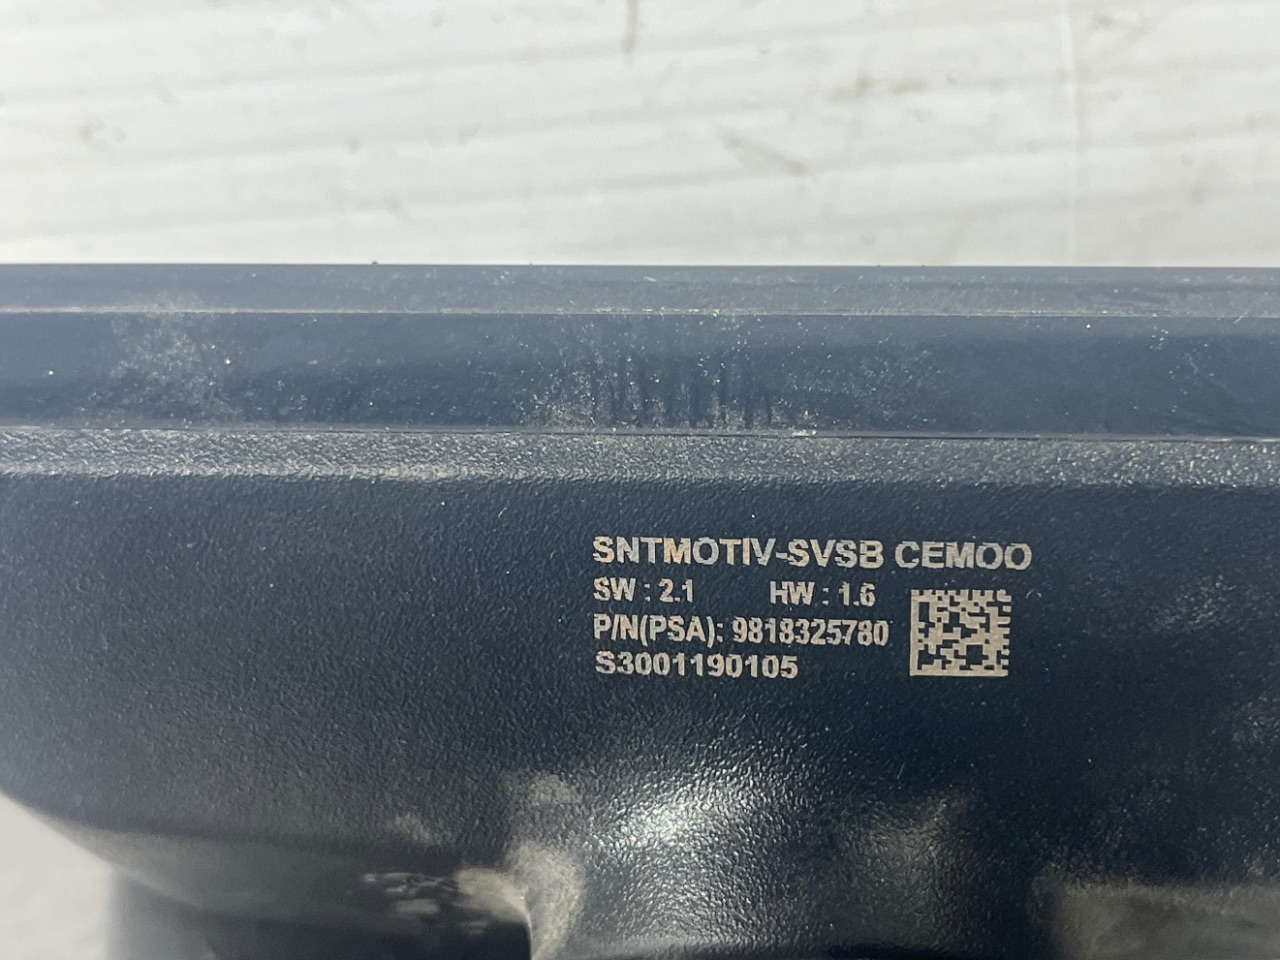 SNTMOTIV-SVSB CEMOO
SW : 2.1 HW : 1.6
P/N(PSA): 9818325780
S3001190105